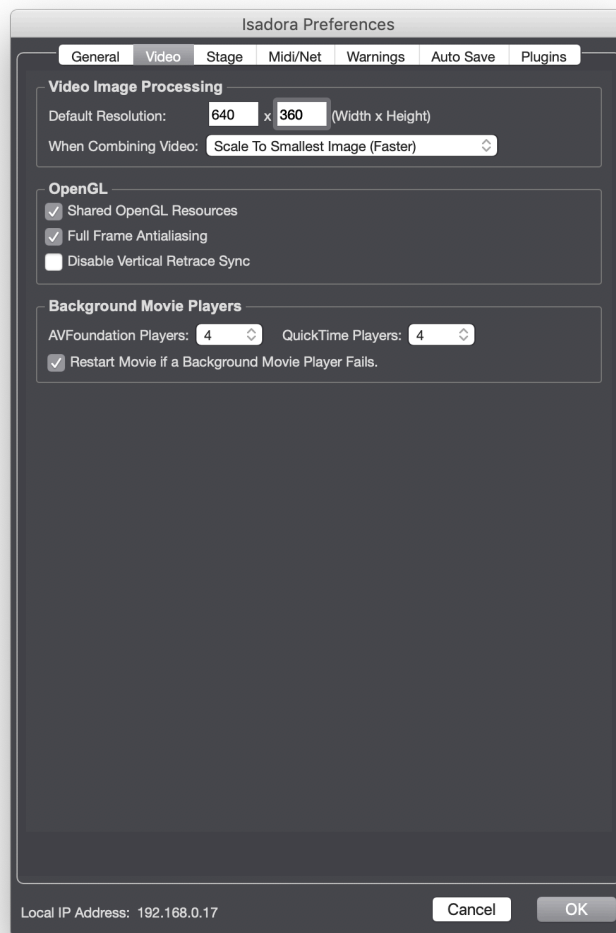 Isadora Preferences
General Video Stage Midi/Net Warnings Auto Save Plugins
Video Image Processing
Default Resolution: 640 x 360 (Width x Height)
When Combining Video: Scale To Smallest Image (Faster)
OpenGL
Shared OpenGL Resources
Full Frame Antialiasing
Disable Vertical Retrace Sync
Background Movie Players
AVFoundation Players: 4 QuickTime Players: 4
Restart Movie if a Background Movie Player Fails.
Local IP Address: 192.168.0.17 Cancel OK